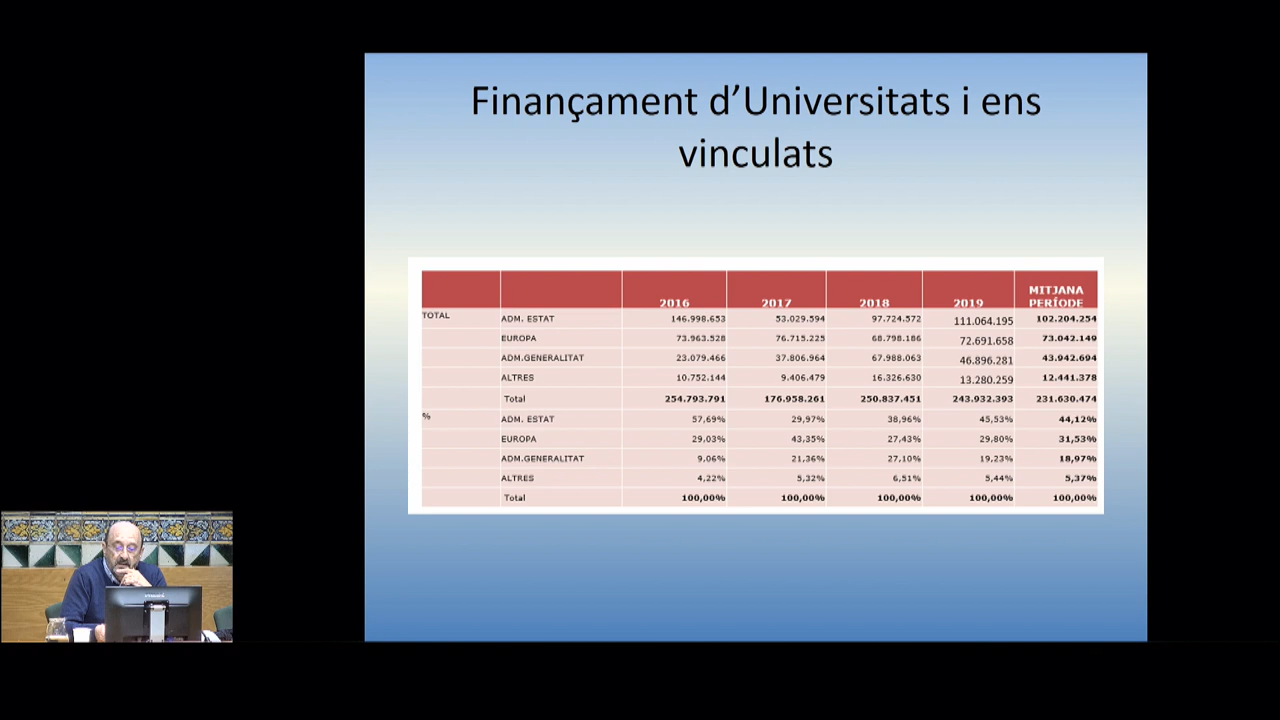 Finançament d’Universitats i ens
vinculats
2016 2017 2018 2019 MITJANA PERÍODE
TOTAL ADM. ESTAT 146.998.653 53.029.594 97.724.572 111.064.195 102.204.254
EUROPA 73.963.528 76.715.225 68.798.186 72.691.658 73.042.149
ADM.GENERALITAT 23.079.466 37.806.964 67.988.063 46.896.281 43.942.694
ALTRES 10.752.144 9.406.479 16.326.630 13.280.259 12.441.378
Total 254.793.791 176.958.261 250.837.451 243.932.393 231.630.474
% ADM. ESTAT 57,69% 29,97% 38,96% 45,53% 44,12%
EUROPA 29,03% 43,35% 27,43% 29,80% 31,53%
ADM.GENERALITAT 9,06% 21,36% 27,10% 19,23% 18,97%
ALTRES 4,22% 5,32% 6,51% 5,44% 5,37%
Total 100,00% 100,00% 100,00% 100,00% 100,00%